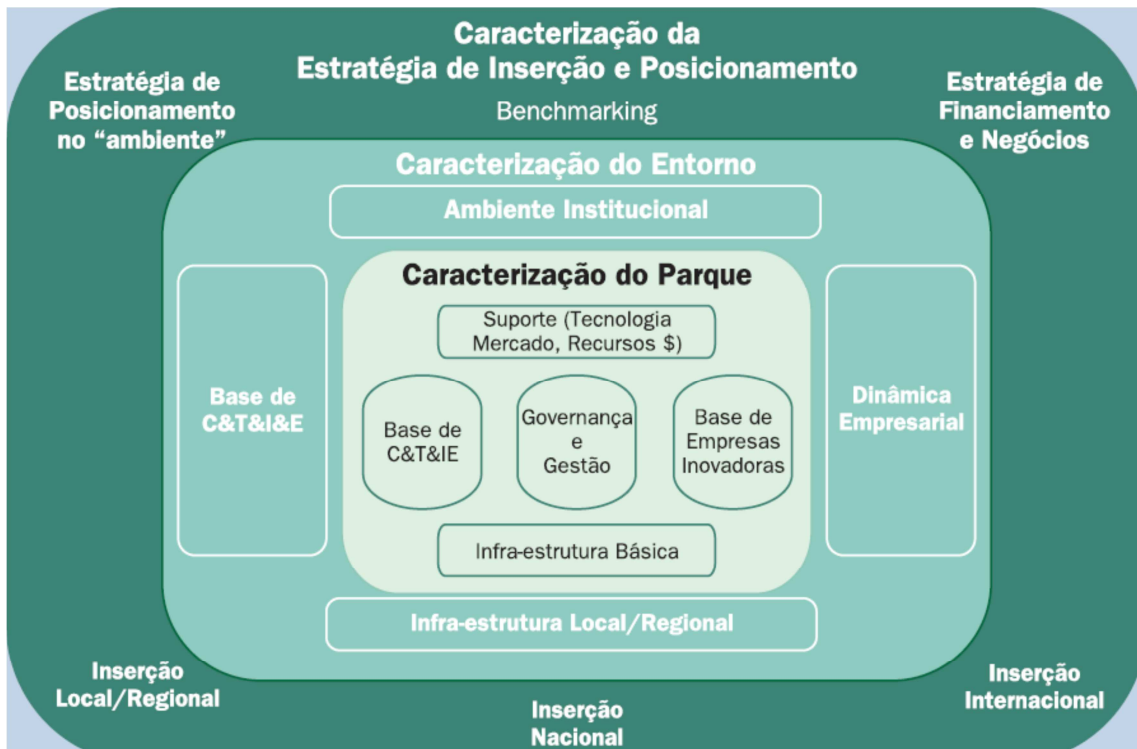 Caracterização da
Estratégia de Inserção e Posicionamento
Benchmarking
Estratégia de
Posicionamento
no “ambiente”
Estratégia de
Financiamento
e Negócios
Caracterização do Entorno
Ambiente Institucional
Caracterização do Parque
Suporte (Tecnologia
Mercado, Recursos $)
Base de
C&T&I&E
Base de
C&T&IE
Governança
e
Gestão
Base de
Empresas
Inovadoras
Dinâmica
Empresarial
Infra-estrutura Básica
Infra-estrutura Local/Regional
Inserção
Local/Regional
Inserção
Nacional
Inserção
Internacional